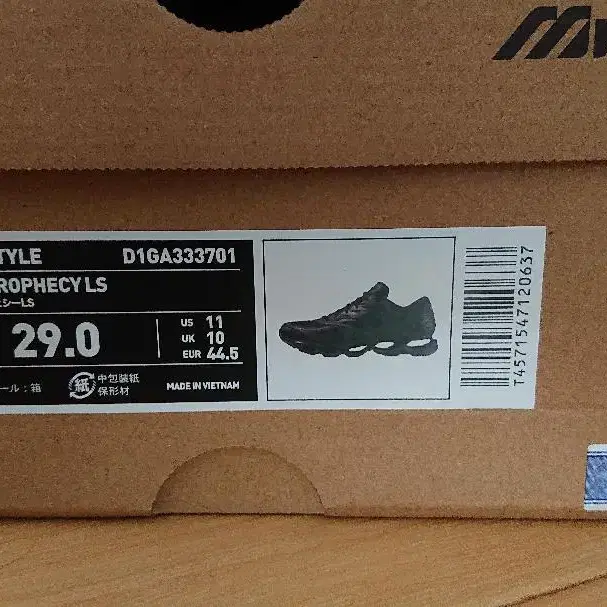 TYLE D1GA333701
ROPHECY LS
シーLS
29.0
US 11
UK 10
EUR 44.5
ール：箱
紙
中包装紙
保形材
MADE IN VIETNAM
T4571547120637